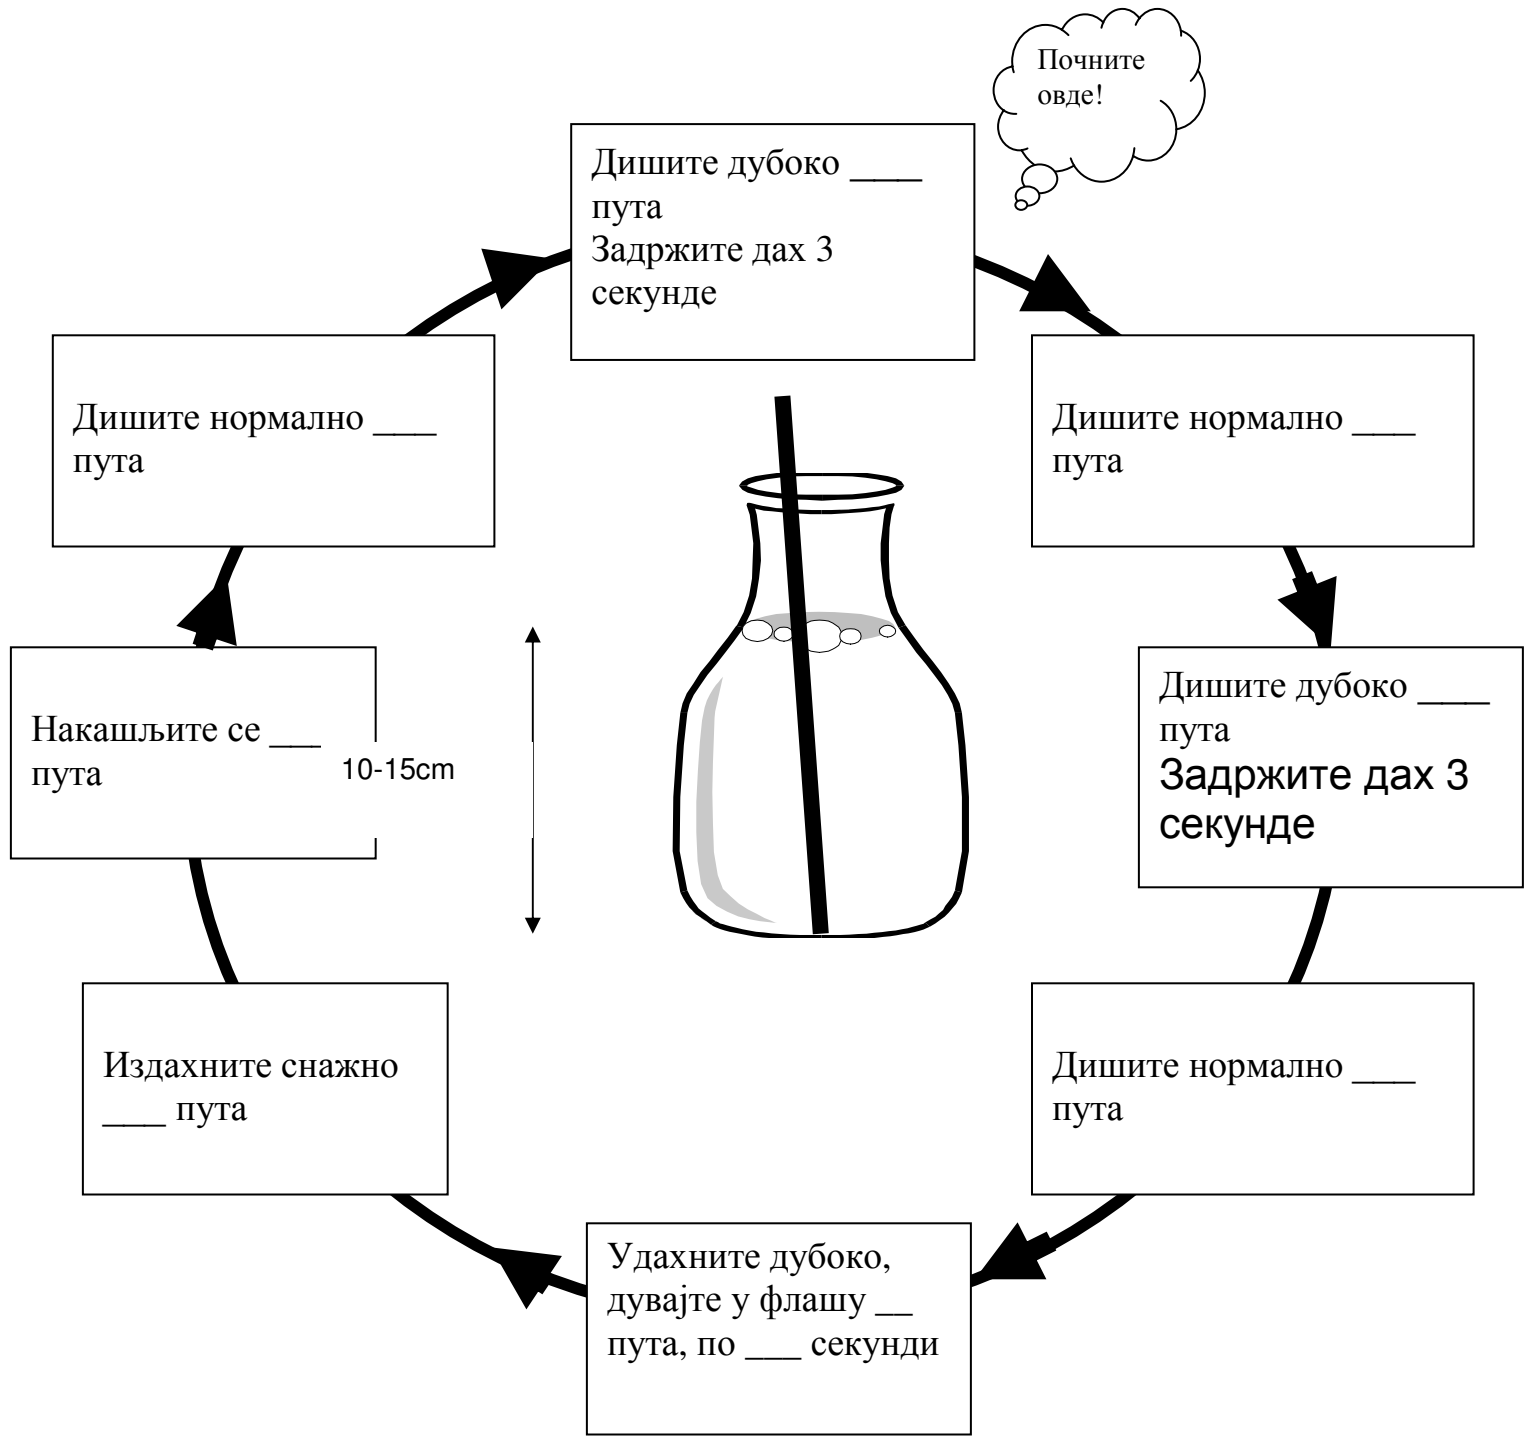 Почните
овде!
Дишите дубоко ____
пута
Задржите дах 3
секунде
Дишите нормално ___
пута
Дишите дубоко ____
пута
Задржите дах 3
секунде
Дишите нормално ___
пута
Удахните дубоко,
дувајте у флашу __
пута, по ___ секунди
Издахните снажно
___ пута
Накашљите се ___
пута
Дишите нормално ___
пута
10-15cm